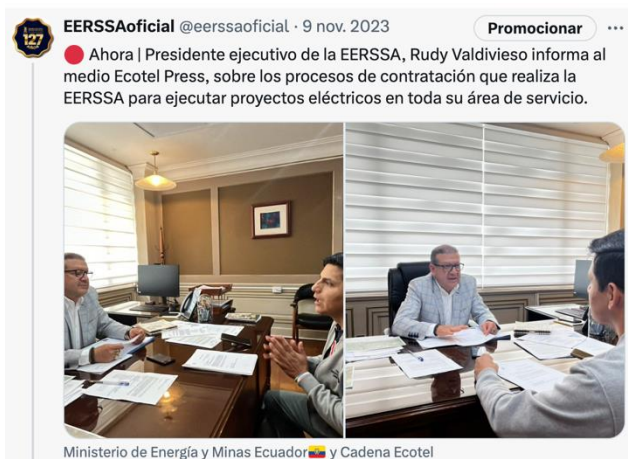 127
EERSSAoficial @eerssaoficial · 9 nov. 2023
Promocionar
🔴 Ahora | Presidente ejecutivo de la EERSSA, Rudy Valdivieso informa al
medio Ecotel Press, sobre los procesos de contratación que realiza la
EERSSA para ejecutar proyectos eléctricos en toda su área de servicio.
Ministerio de Energía y Minas Ecuador🇪🇨 y Cadena Ecotel